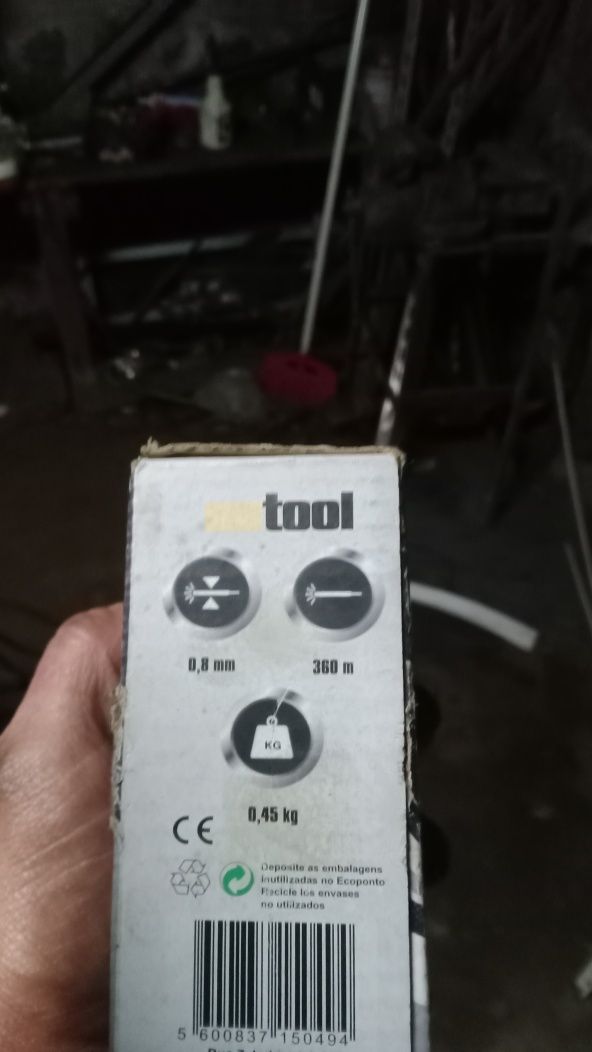 tool
0,8 mm
360 m
KG
0,45 kg
CE
Deposite as embalagens
inutilizadas no Ecoponto
Recicle los envases
no utilizados
5 600837 150494